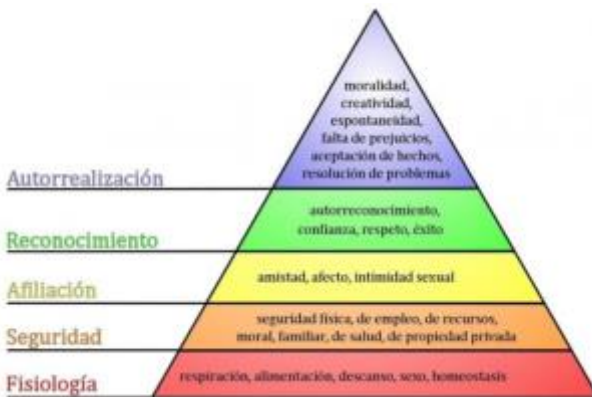 moralidad,
creatividad,
espontaneidad,
falta de prejuicios,
aceptación de hechos,
resolución de problemas
Autorrealización
autorreconocimiento,
confianza, respeto, éxito
Reconocimiento
amistad, afecto, intimidad sexual
Afiliación
seguridad física, de empleo, de recursos,
moral, familiar, de salud, de propiedad privada
Seguridad
respiración, alimentación, descanso, sexo, homeostasis
Fisiología